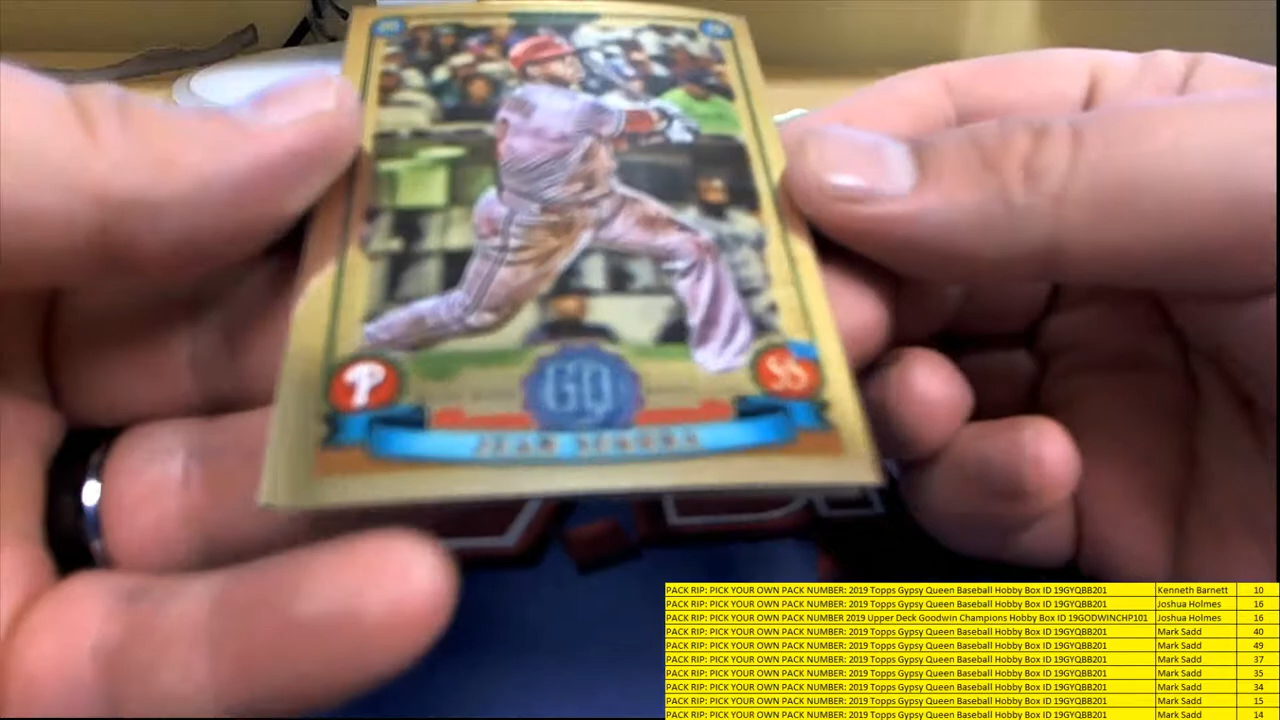 P
GQ
SS
JEAN SEGURA
PACK RIP: PICK YOUR OWN PACK NUMBER: 2019 Topps Gypsy Queen Baseball Hobby Box ID 19GYQBB201 Kenneth Barnett 10
PACK RIP: PICK YOUR OWN PACK NUMBER: 2019 Topps Gypsy Queen Baseball Hobby Box ID 19GYQBB201 Joshua Holmes 16
PACK RIP: PICK YOUR OWN PACK NUMBER 2019 Upper Deck Goodwin Champions Hobby Box ID 19GODWINCHP101 Joshua Holmes 16
PACK RIP: PICK YOUR OWN PACK NUMBER: 2019 Topps Gypsy Queen Baseball Hobby Box ID 19GYQBB201 Mark Sadd 40
PACK RIP: PICK YOUR OWN PACK NUMBER: 2019 Topps Gypsy Queen Baseball Hobby Box ID 19GYQBB201 Mark Sadd 49
PACK RIP: PICK YOUR OWN PACK NUMBER: 2019 Topps Gypsy Queen Baseball Hobby Box ID 19GYQBB201 Mark Sadd 37
PACK RIP: PICK YOUR OWN PACK NUMBER: 2019 Topps Gypsy Queen Baseball Hobby Box ID 19GYQBB201 Mark Sadd 35
PACK RIP: PICK YOUR OWN PACK NUMBER: 2019 Topps Gypsy Queen Baseball Hobby Box ID 19GYQBB201 Mark Sadd 34
PACK RIP: PICK YOUR OWN PACK NUMBER: 2019 Topps Gypsy Queen Baseball Hobby Box ID 19GYQBB201 Mark Sadd 15
PACK RIP: PICK YOUR OWN PACK NUMBER: 2019 Topps Gypsy Queen Baseball Hobby Box ID 19GYQBB201 Mark Sadd 14